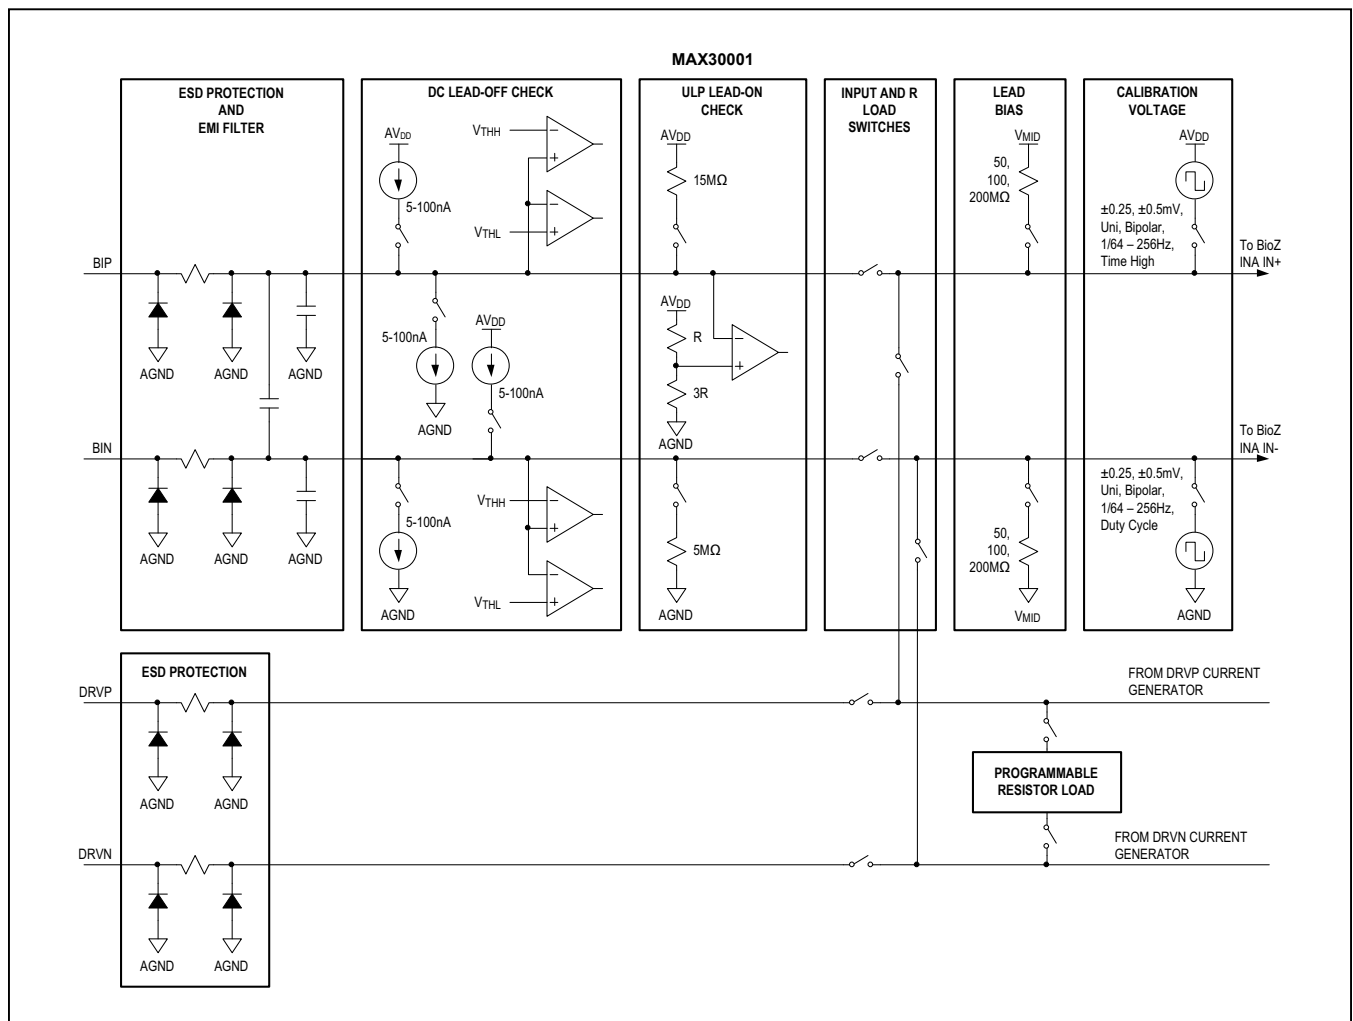 MAX30001
ESD PROTECTION
AND
EMI FILTER
DC LEAD-OFF CHECK
ULP LEAD-ON
CHECK
INPUT AND R
LOAD
SWITCHES
LEAD
BIAS
CALIBRATION
VOLTAGE
AVDD
5-100nA
VTHH
VTHL
AVDD
15MΩ
VMID
50,
100,
200MΩ
AVDD
±0.25, ±0.5mV,
Uni, Bipolar,
1/64 – 256Hz,
Time High
To BioZ
INA IN+
BIP
AGND
AGND
AGND
5-100nA
AGND
AVDD
5-100nA
AVDD
R
3R
AGND
BIN
To BioZ
INA IN-
AGND
AGND
AGND
5-100nA
AGND
VTHH
VTHL
5MΩ
AGND
50,
100,
200MΩ
VMID
±0.25, ±0.5mV,
Uni, Bipolar,
1/64 – 256Hz,
Duty Cycle
AGND
ESD PROTECTION
DRVP
AGND
AGND
FROM DRVP CURRENT
GENERATOR
PROGRAMMABLE
RESISTOR LOAD
DRVN
AGND
AGND
FROM DRVN CURRENT
GENERATOR